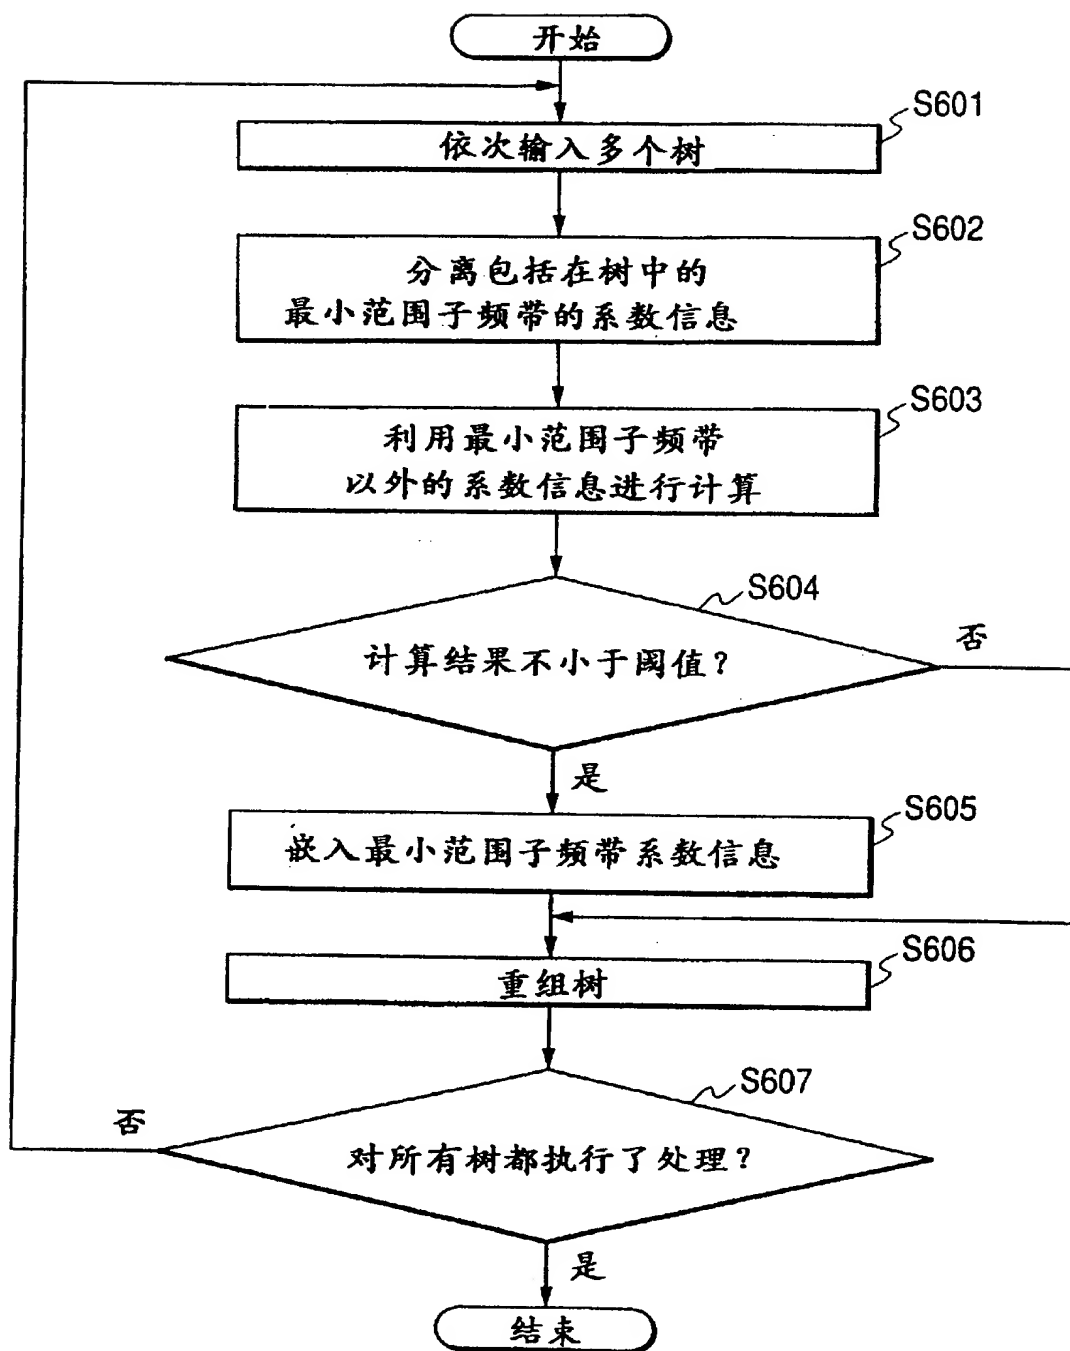 开始
S601
依次输入多个树
S602
分离包括在树中的
最小范围子频带的系数信息
S603
利用最小范围子频带
以外的系数信息进行计算
S604
计算结果不小于阈值？
否
是
S605
嵌入最小范围子频带系数信息
S606
重组树
S607
否
对所有树都执行了处理？
是
结束